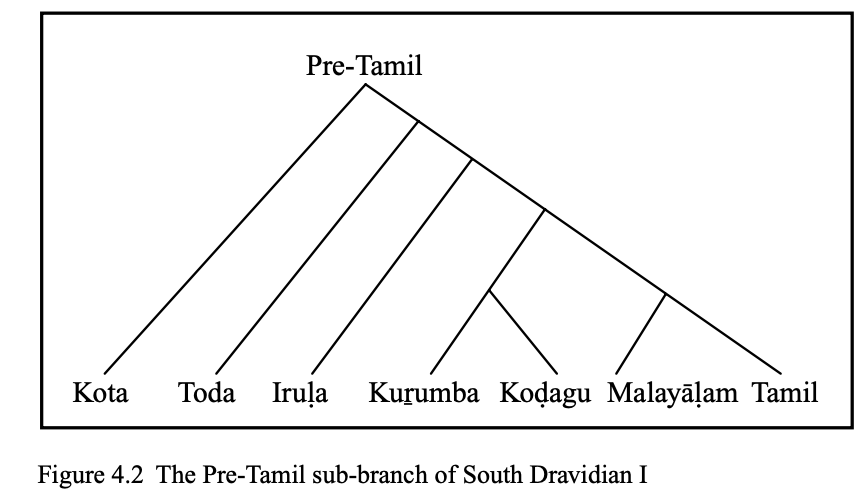 Pre-Tamil
Kota Toda Iruḷa Kuṟumba Koḍagu Malayāḷam Tamil
Figure 4.2 The Pre-Tamil sub-branch of South Dravidian I